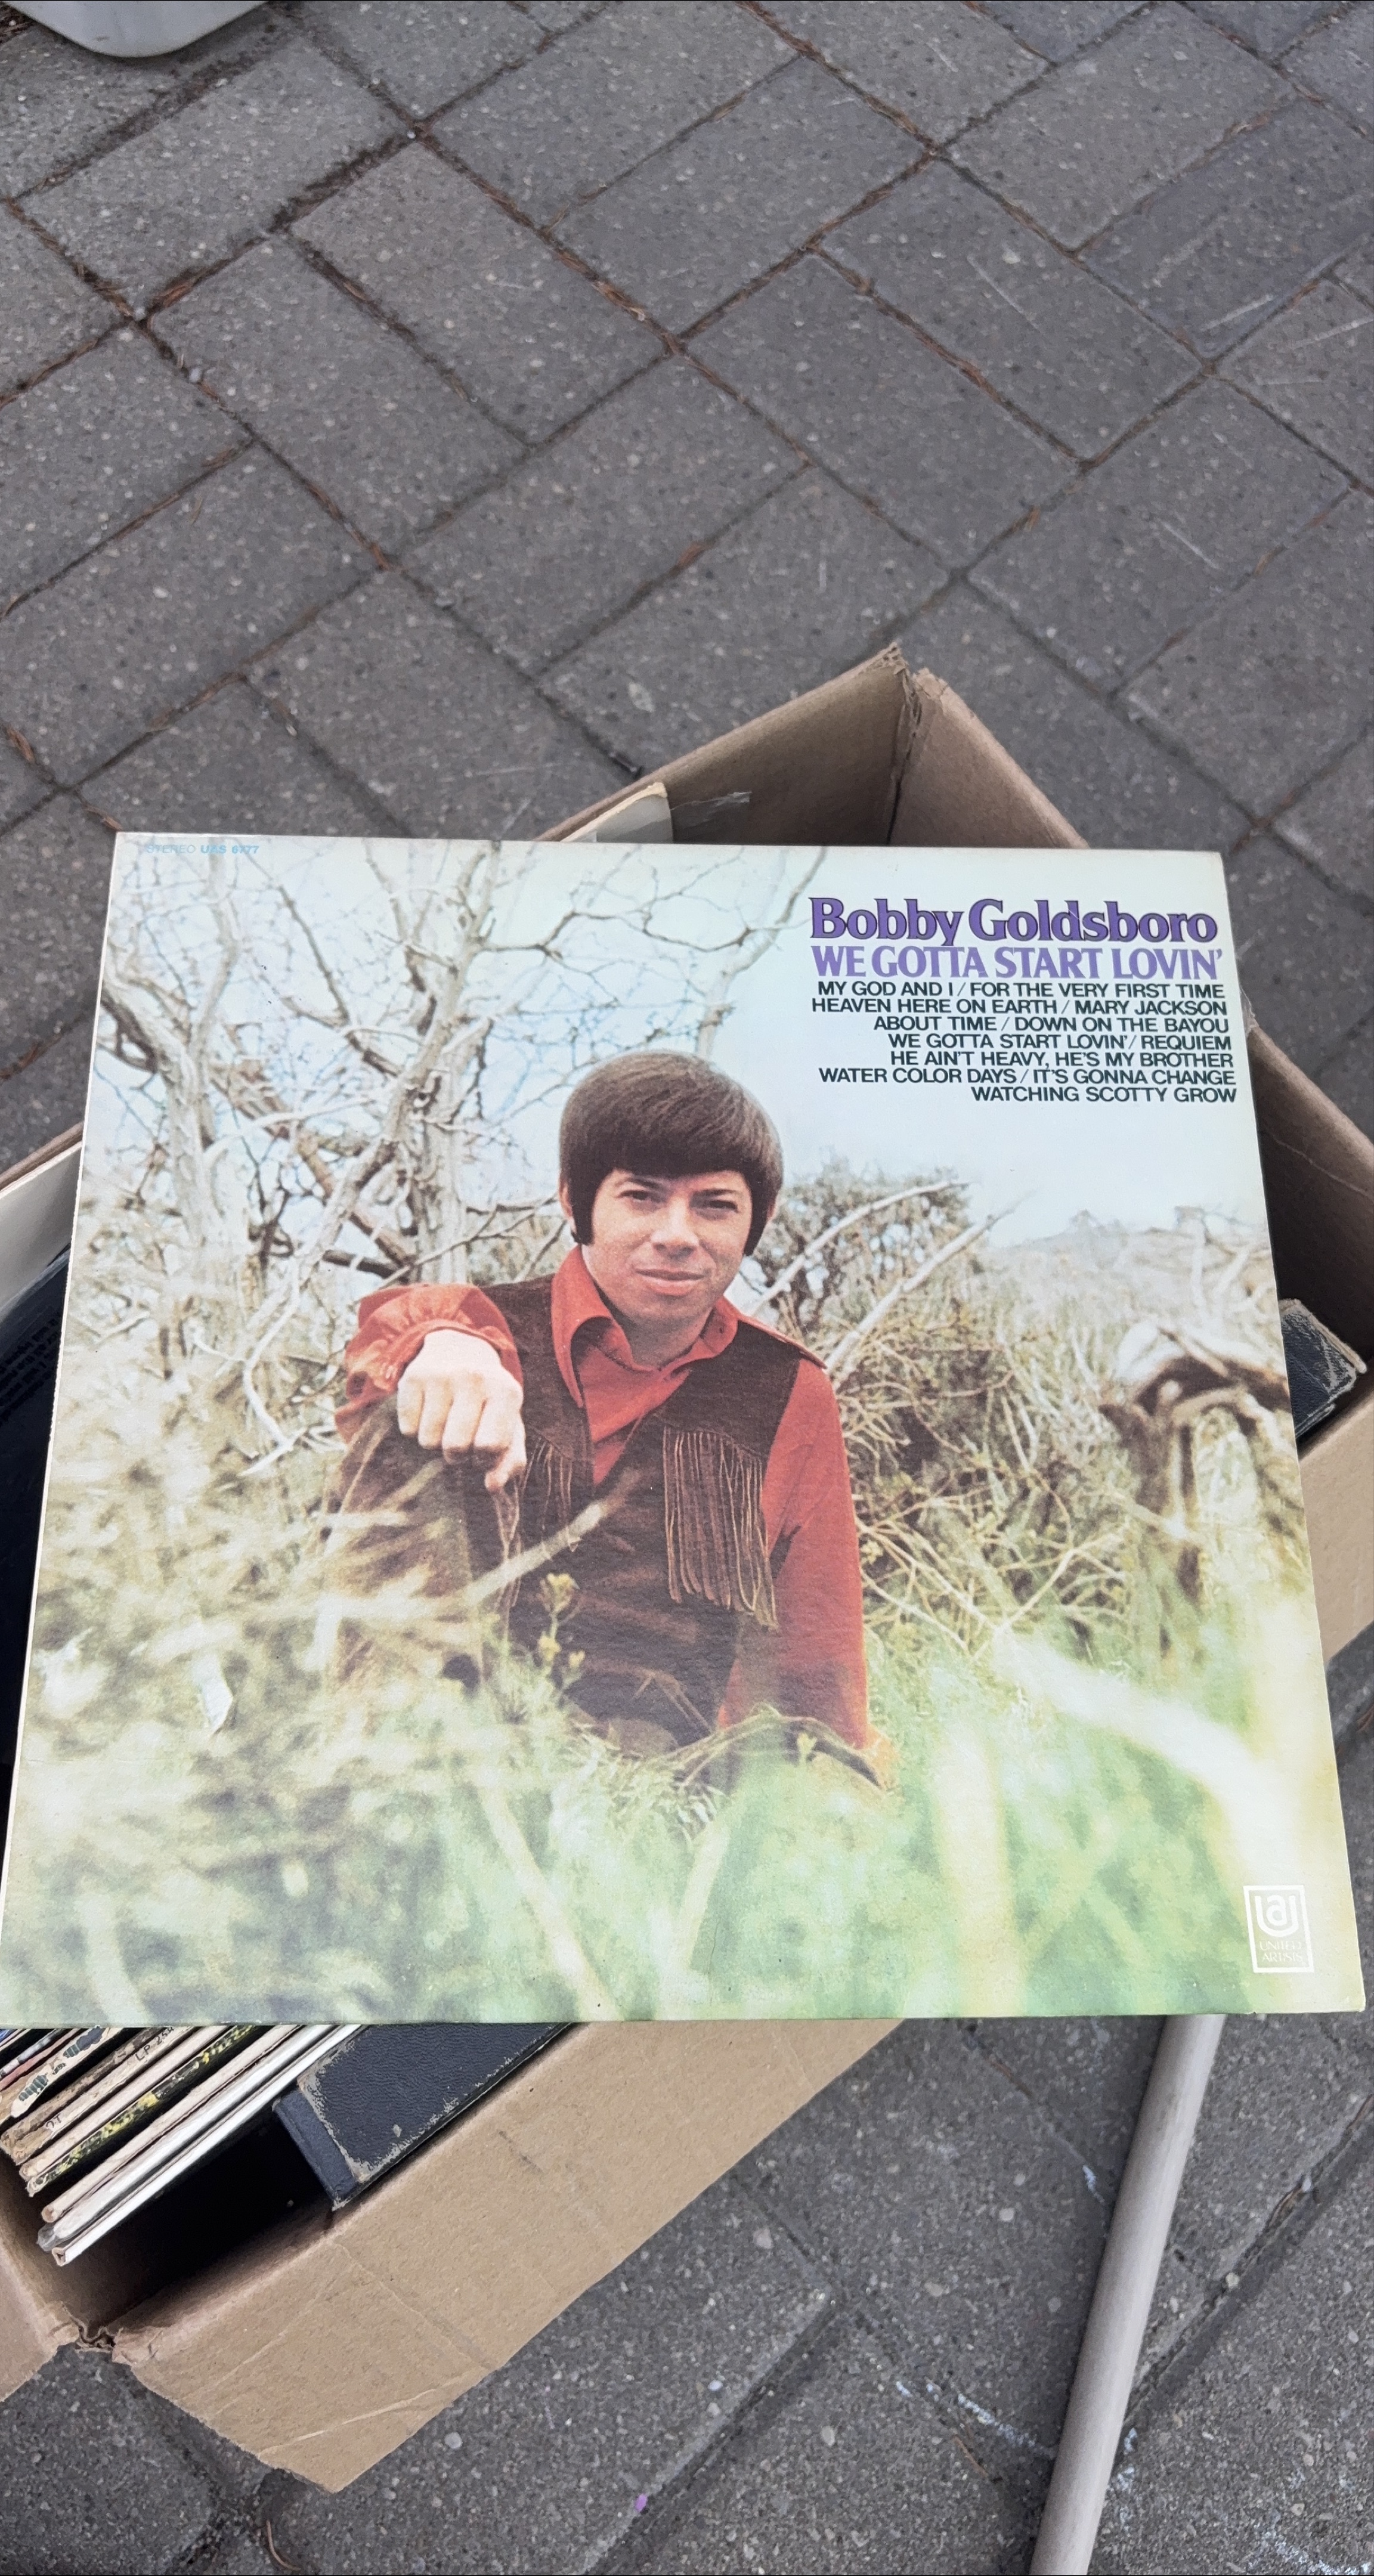 STEREO UAS 6777
Bobby Goldsboro
WE GOTTA START LOVIN'
MY GOD AND I / FOR THE VERY FIRST TIME
HEAVEN HERE ON EARTH / MARY JACKSON
ABOUT TIME / DOWN ON THE BAYOU
WE GOTTA START LOVIN' / REQUIEM
HE AIN'T HEAVY, HE'S MY BROTHER
WATER COLOR DAYS / IT'S GONNA CHANGE
WATCHING SCOTTY GROW
ua
UNITED
ARTISTS